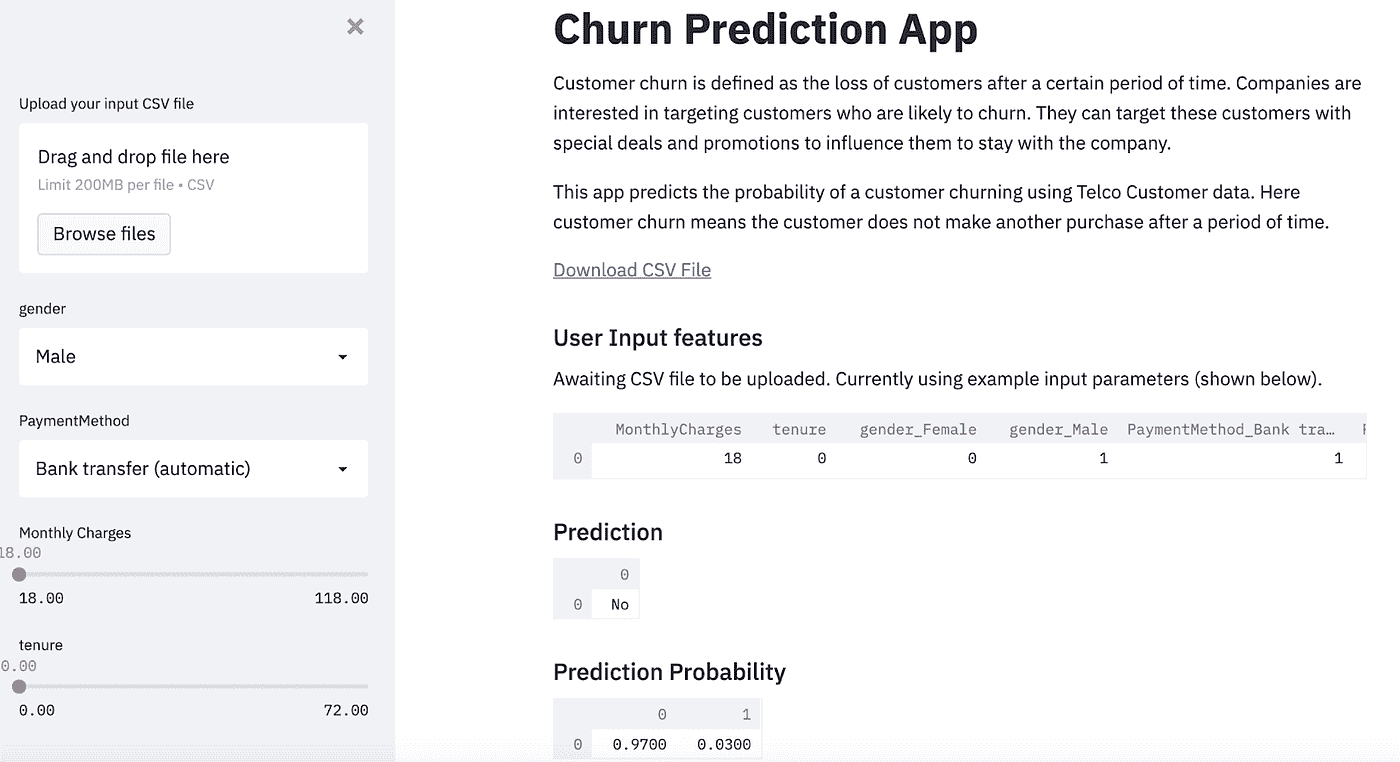 Upload your input CSV file
Drag and drop file here
Limit 200MB per file • CSV
Browse files
gender
Male
PaymentMethod
Bank transfer (automatic)
Monthly Charges
18.00
18.00 118.00
tenure
0.00
0.00 72.00
Churn Prediction App
Customer churn is defined as the loss of customers after a certain period of time. Companies are
interested in targeting customers who are likely to churn. They can target these customers with
special deals and promotions to influence them to stay with the company.
This app predicts the probability of a customer churning using Telco Customer data. Here
customer churn means the customer does not make another purchase after a period of time.
Download CSV File
User Input features
Awaiting CSV file to be uploaded. Currently using example input parameters (shown below).
MonthlyCharges tenure gender_Female gender_Male PaymentMethod_Bank tra…
0 18 0 0 1 1
Prediction
0
0 No
Prediction Probability
0 1
0 0.9700 0.0300